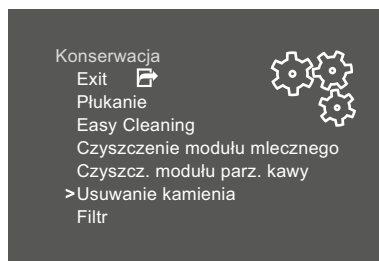 Konserwacja
Exit
Płukanie
Easy Cleaning
Czyszczenie modułu mlecznego
Czyszcz. modułu parz. kawy
>Usuwanie kamienia
Filtr